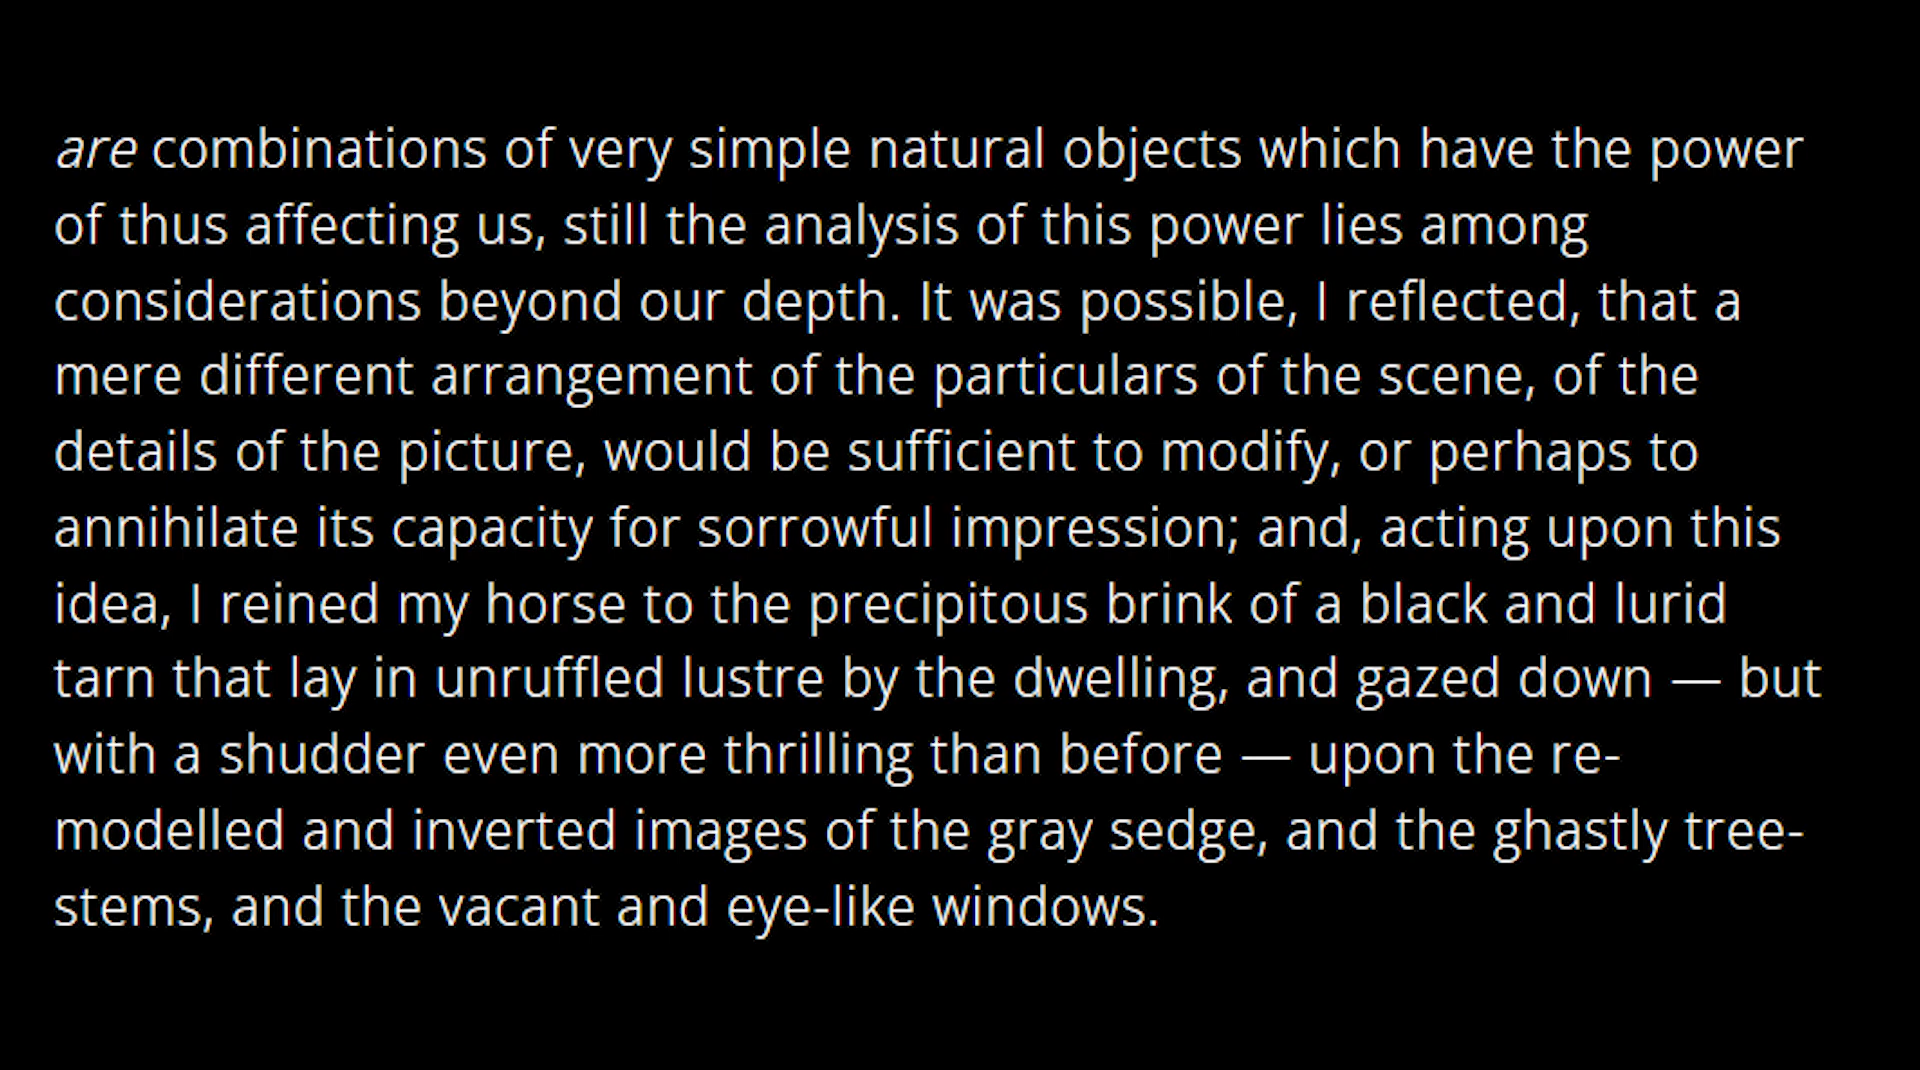 are combinations of very simple natural objects which have the power
of thus affecting us, still the analysis of this power lies among
considerations beyond our depth. It was possible, I reflected, that a
mere different arrangement of the particulars of the scene, of the
details of the picture, would be sufficient to modify, or perhaps to
annihilate its capacity for sorrowful impression; and, acting upon this
idea, I reined my horse to the precipitous brink of a black and lurid
tarn that lay in unruffled lustre by the dwelling, and gazed down — but
with a shudder even more thrilling than before — upon the re-
modelled and inverted images of the gray sedge, and the ghastly tree-
stems, and the vacant and eye-like windows.